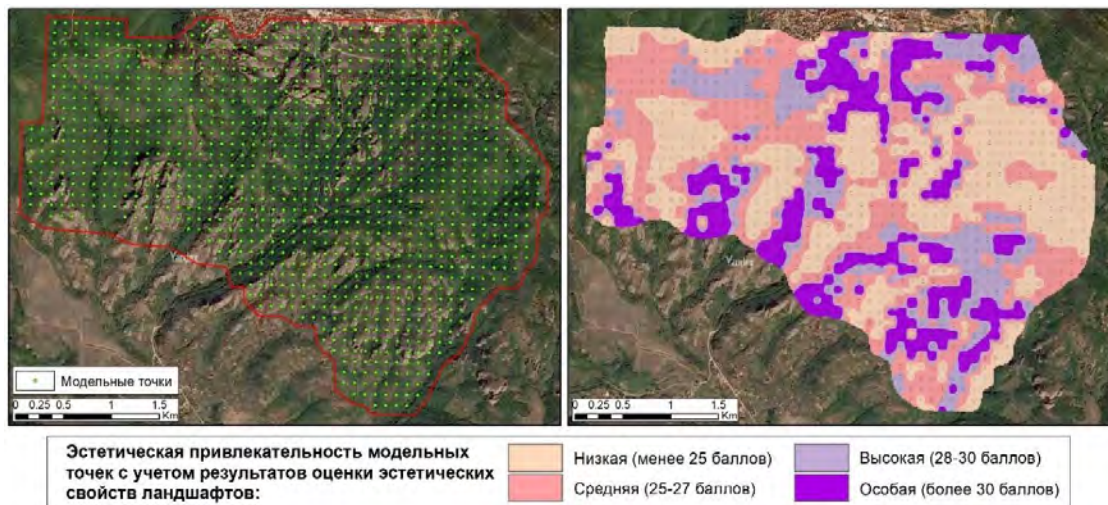 Модельные точки
0 0.25 0.5 1 1.5
Km
0 0.25 0.5 1 1.5
Km
Эстетическая привлекательность модельных
точек с учетом результатов оценки эстетических
свойств ландшафтов:
Низкая (менее 25 баллов)
Средняя (25-27 баллов)
Высокая (28-30 баллов)
Особая (более 30 баллов)